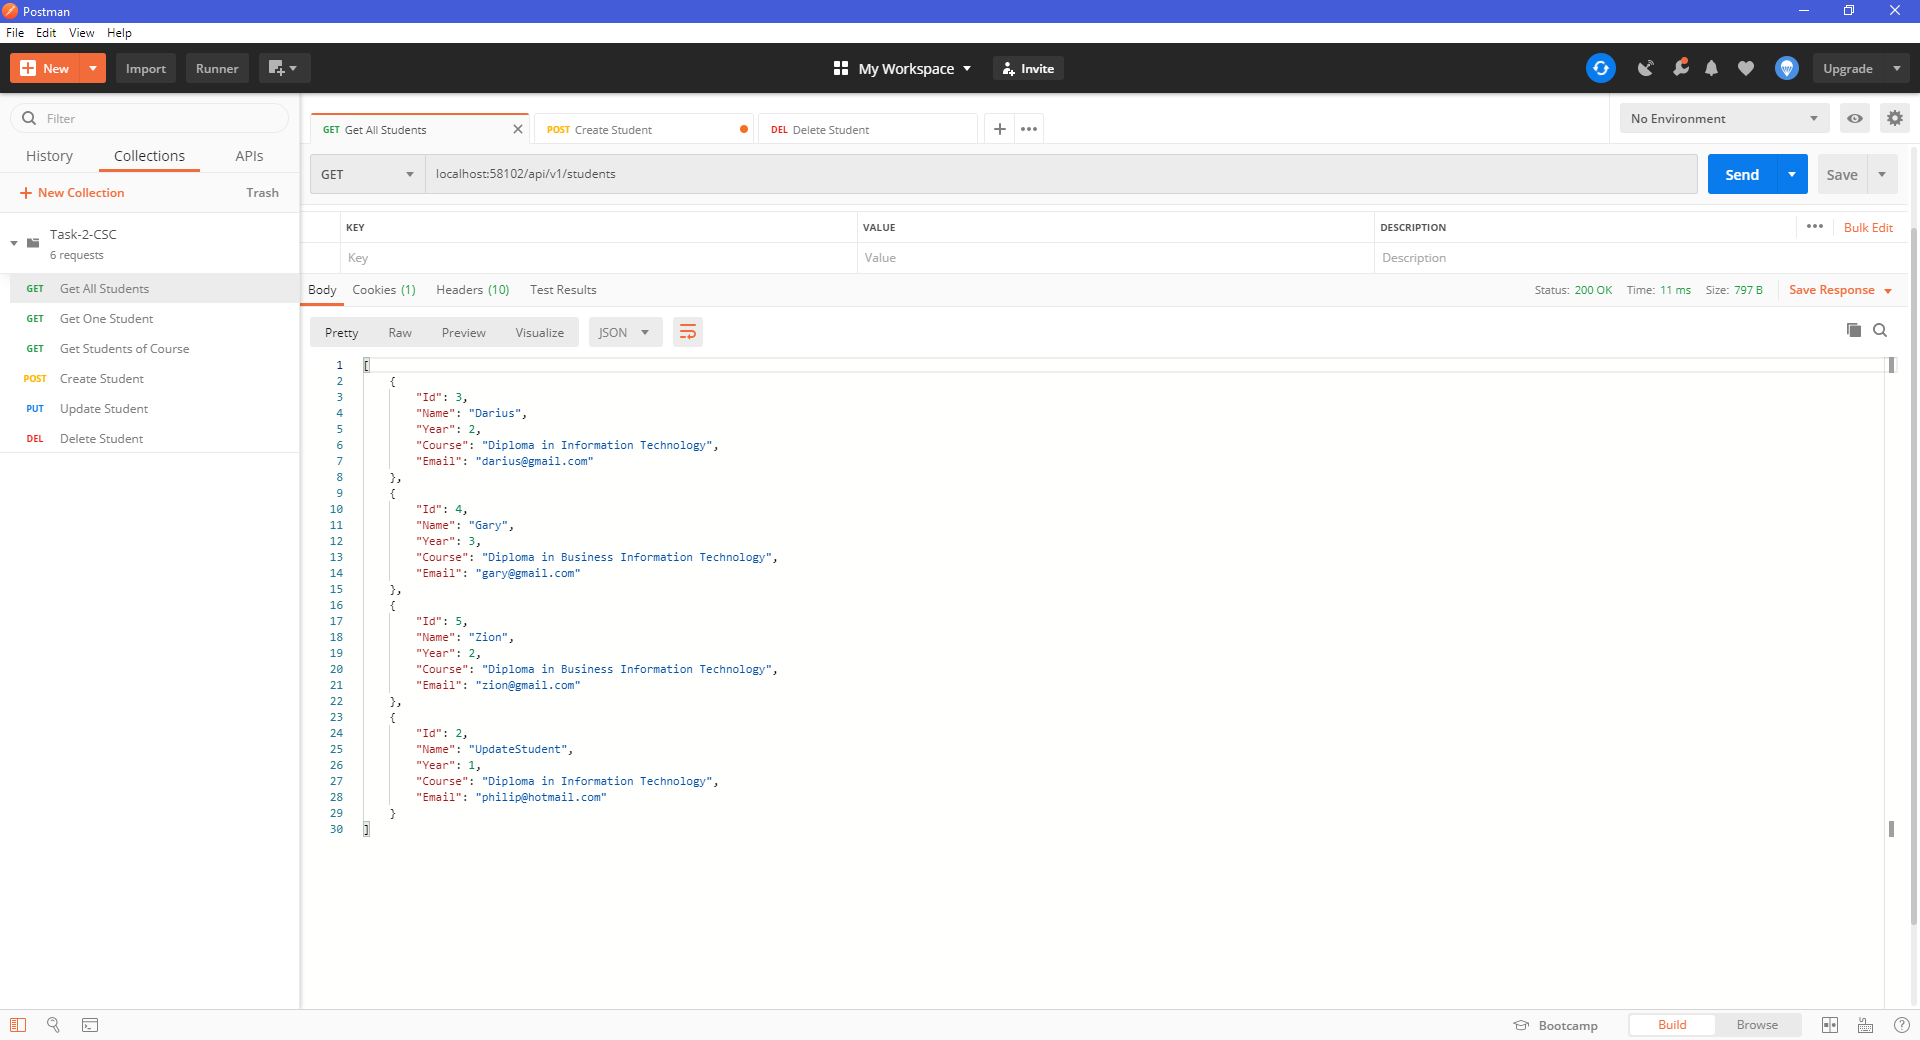 Postman
File Edit View Help
New Import Runner My Workspace Invite Upgrade
Filter
History Collections APIs
New Collection Trash
Task-2-CSC
6 requests
GET Get All Students
GET Get One Student
GET Get Students of Course
POST Create Student
PUT Update Student
DEL Delete Student
GET Get All Students POST Create Student DEL Delete Student No Environment
GET localhost:58102/api/v1/students Send Save
KEY VALUE DESCRIPTION Bulk Edit
Key Value Description
Body Cookies (1) Headers (10) Test Results Status: 200 OK Time: 11 ms Size: 797 B Save Response
Pretty Raw Preview Visualize JSON
1 [
2 {
3 "Id": 3,
4 "Name": "Darius",
5 "Year": 2,
6 "Course": "Diploma in Information Technology",
7 "Email": "darius@gmail.com"
8 },
9 {
10 "Id": 4,
11 "Name": "Gary",
12 "Year": 3,
13 "Course": "Diploma in Business Information Technology",
14 "Email": "gary@gmail.com"
15 },
16 {
17 "Id": 5,
18 "Name": "Zion",
19 "Year": 2,
20 "Course": "Diploma in Business Information Technology",
21 "Email": "zion@gmail.com"
22 },
23 {
24 "Id": 2,
25 "Name": "UpdateStudent",
26 "Year": 1,
27 "Course": "Diploma in Information Technology",
28 "Email": "philip@hotmail.com"
29 }
30 ]
Bootcamp Build Browse